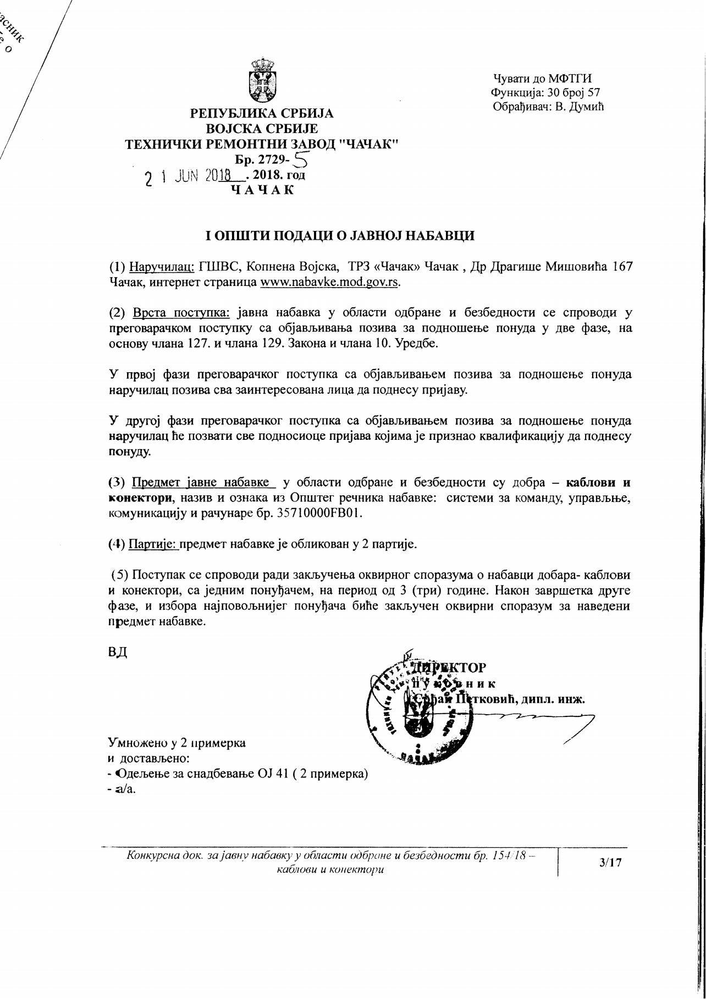 Чувати до МФТГИ
Функција: 30 број 57
Обрађивач: В. Думић
РЕПУБЛИКА СРБИЈА
ВОЈСКА СРБИЈЕ
ТЕХНИЧКИ РЕМОНТНИ ЗАВОД "ЧАЧАК"
Бр. 2729-5
21 JUN 2018 . 2018. год
Ч А Ч А К
I ОПШТИ ПОДАЦИ О ЈАВНОЈ НАБАВЦИ
(1) Наручилац: ГШВС, Копнена Војска, ТРЗ «Чачак» Чачак , Др Драгише Мишовића 167
Чачак, интернет страница www.nabavke.mod.gov.rs.
(2) Врста поступка: јавна набавка у области одбране и безбедности се спроводи у
преговарачком поступку са објављивања позива за подношење понуда у две фазе, на
основу члана 127. и члана 129. Закона и члана 10. Уредбе.
У првој фази преговарачког поступка са објављивањем позива за подношење понуда
наручилац позива сва заинтересована лица да поднесу пријаву.
У другој фази преговарачког поступка са објављивањем позива за подношење понуда
наручилац ће позвати све подносиоце пријава којима је признао квалификацију да поднесу
понуду.
(3) Предмет јавне набавке у области одбране и безбедности су добра – каблови и
конектори, назив и ознака из Општег речника набавке: системи за команду, управљње,
комуникацију и рачунаре бр. 35710000FB01.
(4) Партије: предмет набавке је обликован у 2 партије.
(5) Поступак се спроводи ради закључења оквирног споразума о набавци добара- каблови
и конектори, са једним понуђачем, на период од 3 (три) године. Након завршетка друге
фазе, и избора најповољнијег понуђача биће закључен оквирни споразум за наведени
предмет набавке.
ВД
ДИРЕКТОР
п у к о в н и к
Срђан Петковић, дипл. инж.
Умножено у 2 примерка
и достављено:
- Одељење за снадбевање ОЈ 41 ( 2 примерка)
- а/а.
Конкурсна док. за јавну набавку у области одбране и безбедности бр. 154/18 –
каблови и конектори
3/17